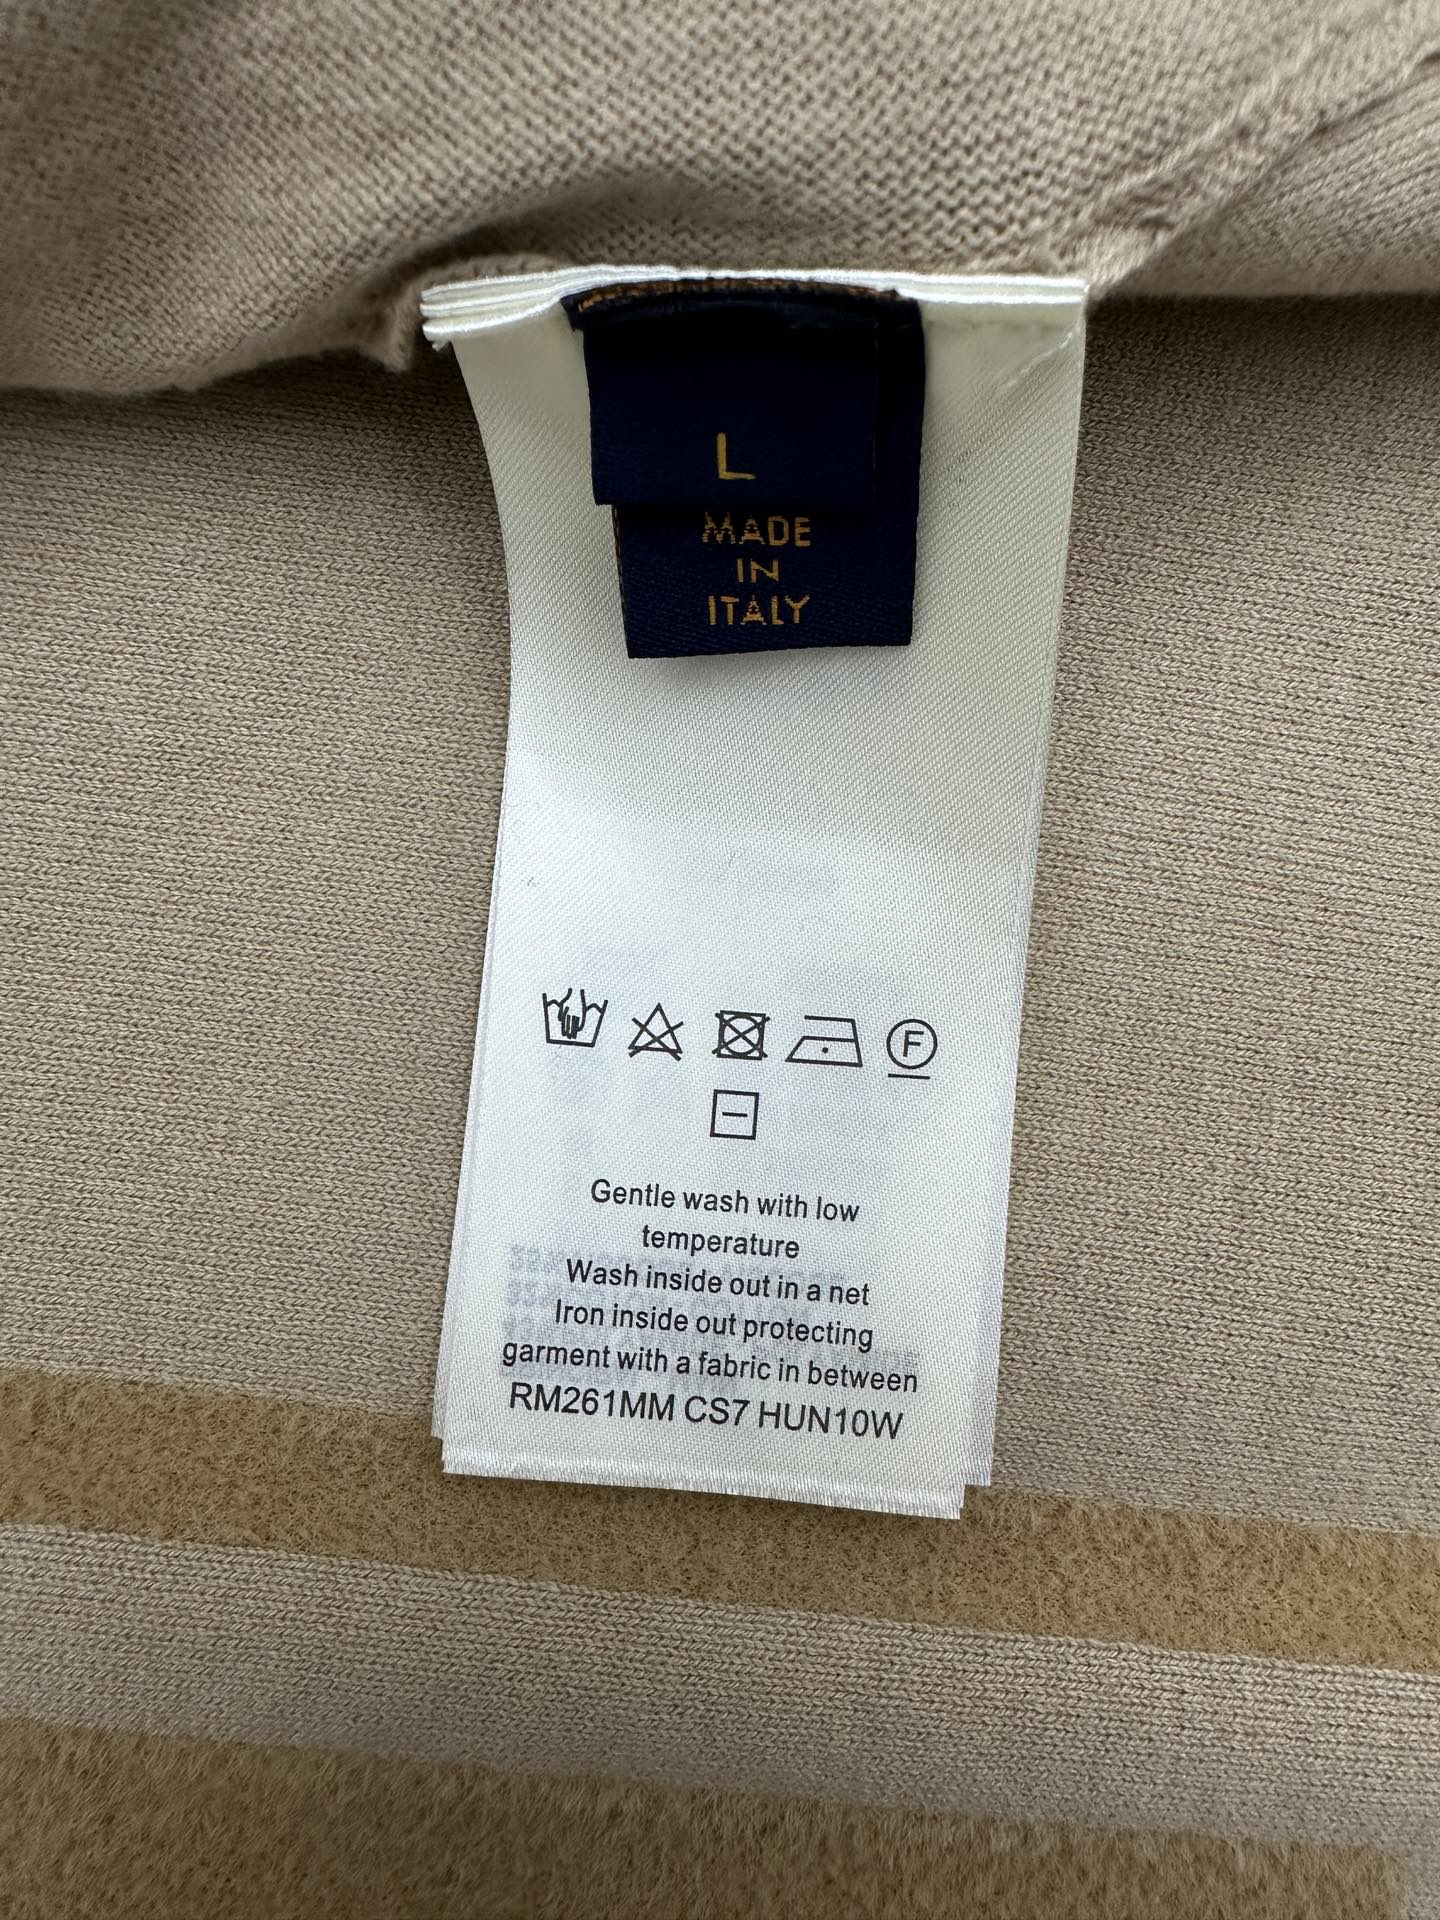 L
MADE
IN
ITALY
F
Gentle wash with low
temperature
Wash inside out in a net
Iron inside out protecting
garment with a fabric in between
RM261MM CS7 HUN10W